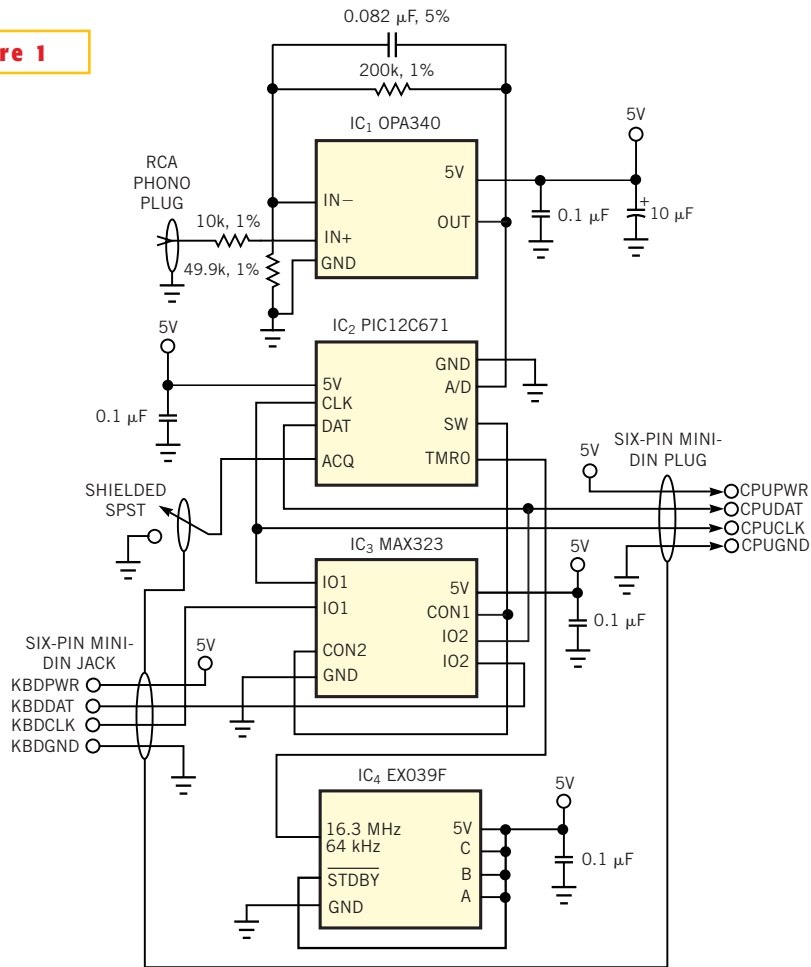 re 1
0.082 µF, 5%
200k, 1%
IC₁ OPA340
5V
IN−
IN+
GND
OUT
RCA
PHONO
PLUG
10k, 1%
49.9k, 1%
5V
0.1 µF
+
10 µF
IC₂ PIC12C671
5V
0.1 µF
5V
CLK
DAT
ACQ
GND
A/D
SW
TMR0
SHIELDED
SPST
SIX-PIN MINI-
DIN PLUG
5V
CPUPWR
CPUDAT
CPUCLK
CPUGND
IC₃ MAX323
IO1
IO1
CON2
GND
5V
CON1
IO2
IO2
5V
0.1 µF
SIX-PIN MINI-
DIN JACK
5V
KBDPWR
KBDDAT
KBDCLK
KBDGND
IC₄ EXO39F
16.3 MHz
64 kHz
STDBY
GND
5V
C
B
A
5V
0.1 µF